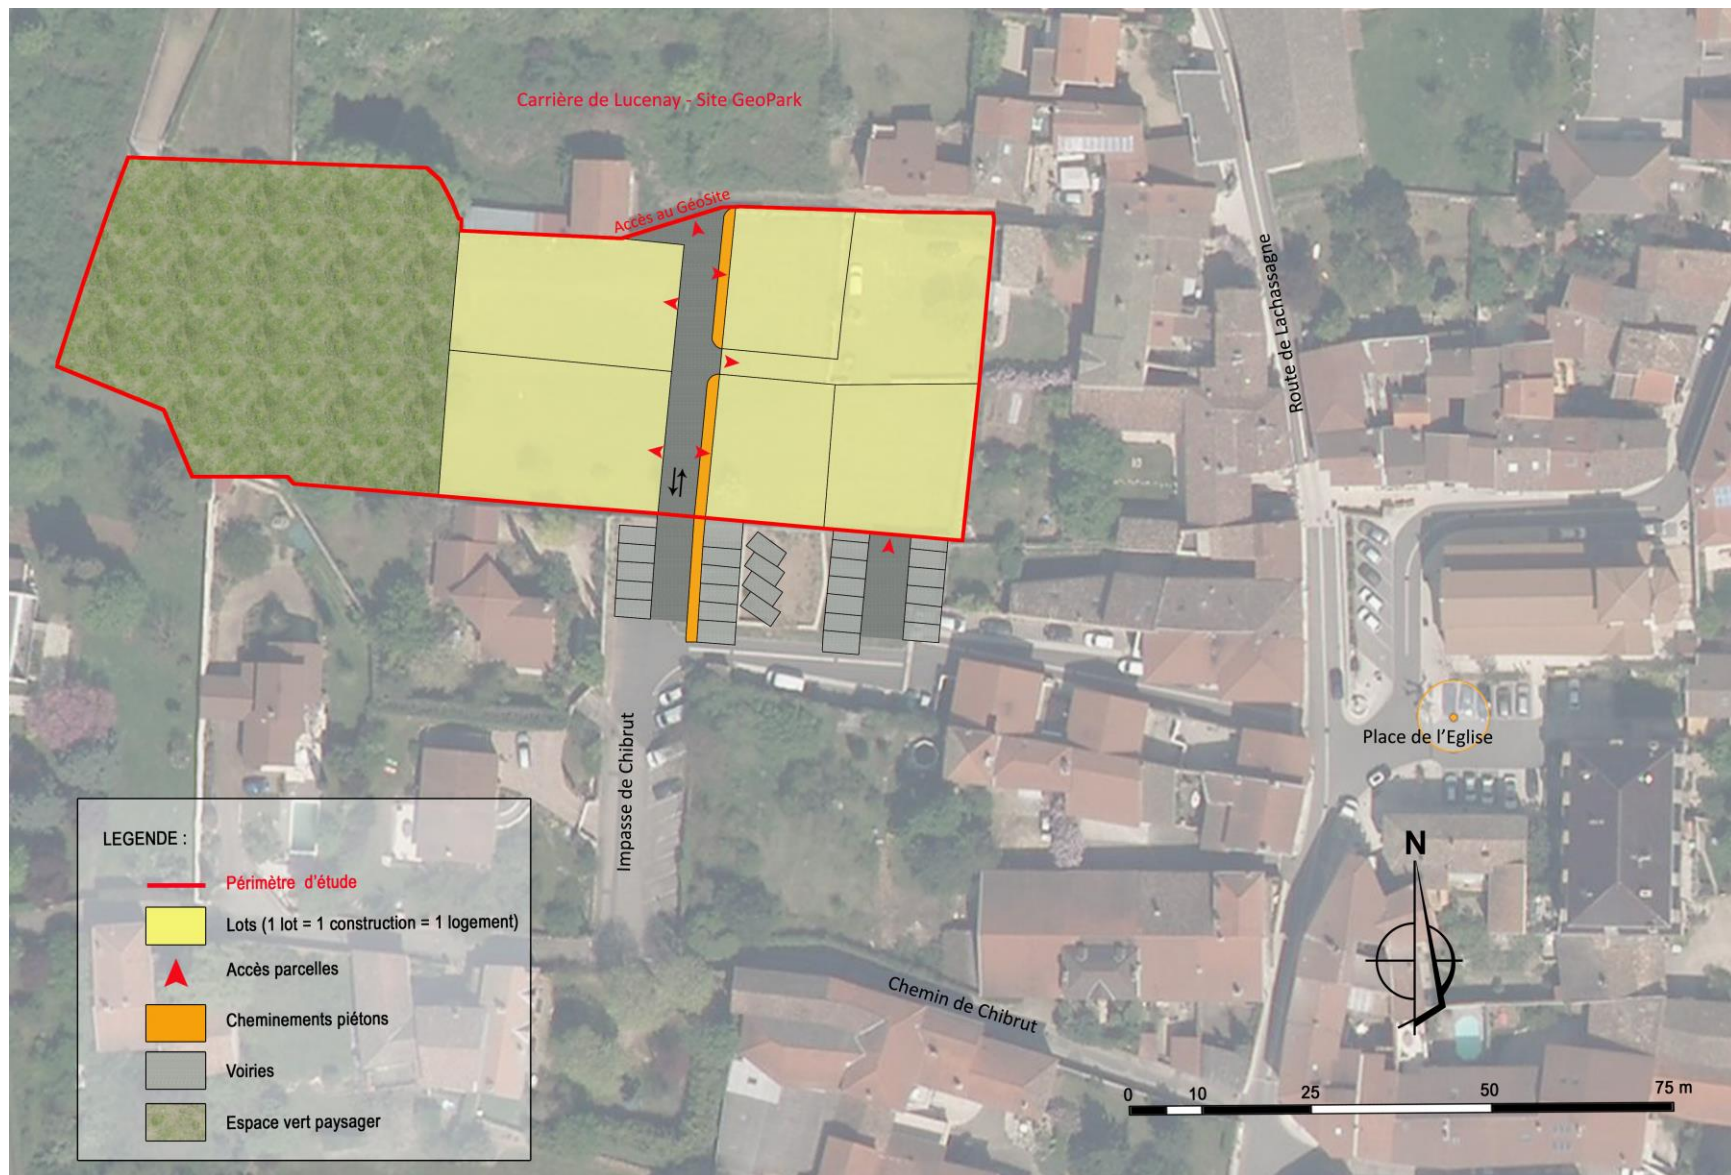 Carrière de Lucenay - Site GeoPark
Accès au GéoSite
Route de Lachassagne
Place de l'Eglise
Impasse de Chibrut
Chemin de Chibrut
LEGENDE :
Périmètre d'étude
Lots (1 lot = 1 construction = 1 logement)
Accès parcelles
Cheminements piétons
Voiries
Espace vert paysager
N
0 10 25 50 75 m